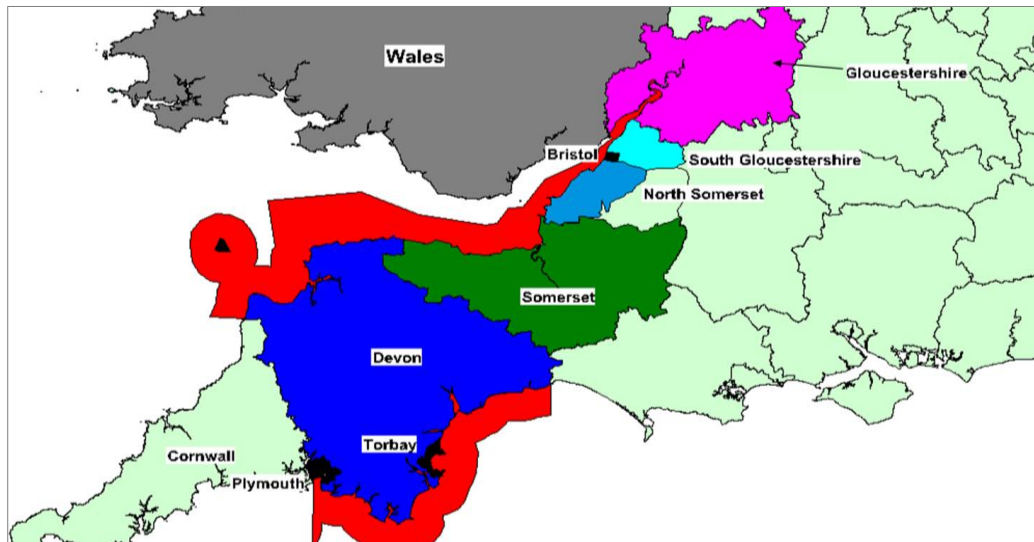 Wales
Gloucestershire
Bristol
South Gloucestershire
North Somerset
Somerset
Devon
Torbay
Cornwall
Plymouth